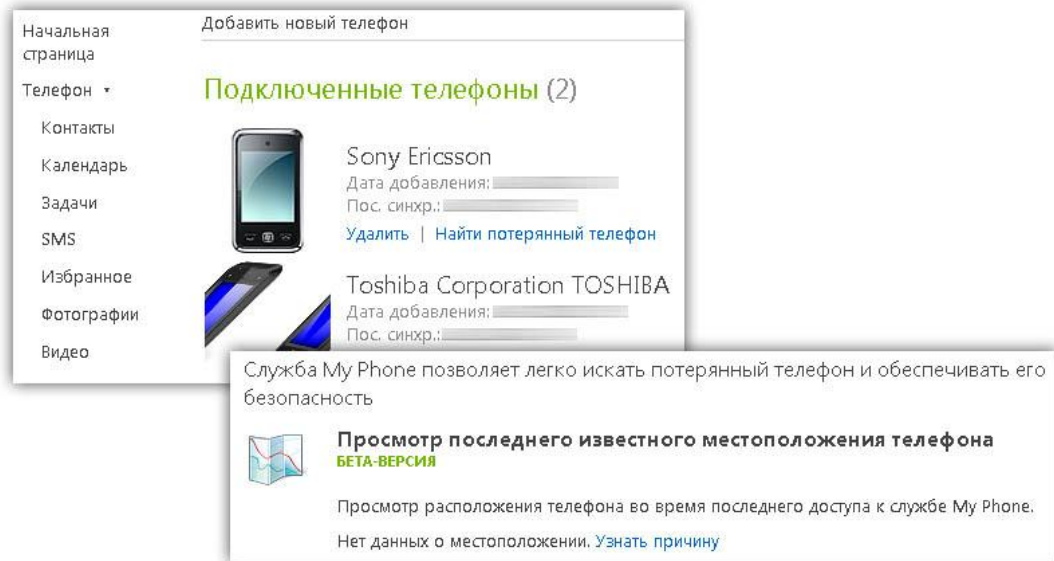 Начальная
страница
Телефон
Контакты
Календарь
Задачи
SMS
Избранное
Фотографии
Видео
Добавить новый телефон
Подключенные телефоны (2)
Sony Ericsson
Дата добавления:
Пос. синхр.:
Удалить | Найти потерянный телефон
Toshiba Corporation TOSHIBA
Дата добавления:
Пос. синхр.:
Служба My Phone позволяет легко искать потерянный телефон и обеспечивать его
безопасность
Просмотр последнего известного местоположения телефона
БЕТА-ВЕРСИЯ
Просмотр расположения телефона во время последнего доступа к службе My Phone.
Нет данных о местоположении. Узнать причину